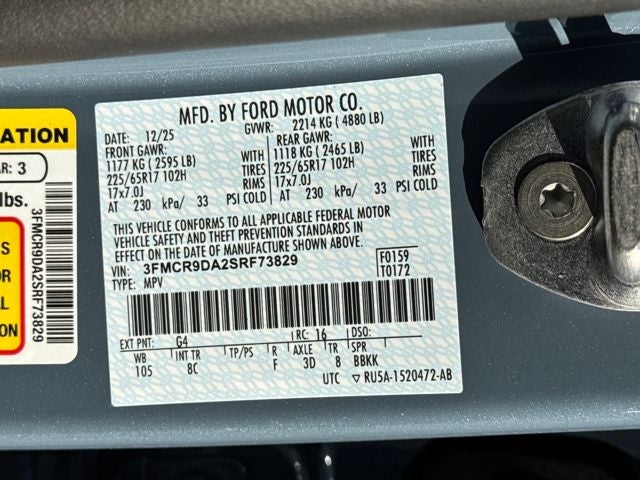 ATION
AR: 3
lbs.
S
OR
AL
ON
3FMCR9DA2SRF73829
MFD. BY FORD MOTOR CO.
DATE: 12/25 GVWR: 2214 KG ( 4880 LB)
FRONT GAWR: REAR GAWR:
1177 KG ( 2595 LB) WITH 1118 KG ( 2465 LB) WITH
225/65R17 102H TIRES 225/65R17 102H TIRES
17x7.0J RIMS 17x7.0J RIMS
AT 230 kPa/ 33 PSI COLD AT 230 kPa/ 33 PSI COLD
THIS VEHICLE CONFORMS TO ALL APPLICABLE FEDERAL MOTOR
VEHICLE SAFETY AND THEFT PREVENTION STANDARDS IN
EFFECT ON THE DATE OF MANUFACTURE SHOWN ABOVE.
VIN: 3FMCR9DA2SRF73829 F0159
TYPE: MPV T0172
EXT PNT: G4 RC: 16 DSO:
WB INT TR TP/PS R AXLE TR SPR
105 8C F 3D 8 BBKK
UTC ▽ RU5A-1520472-AB